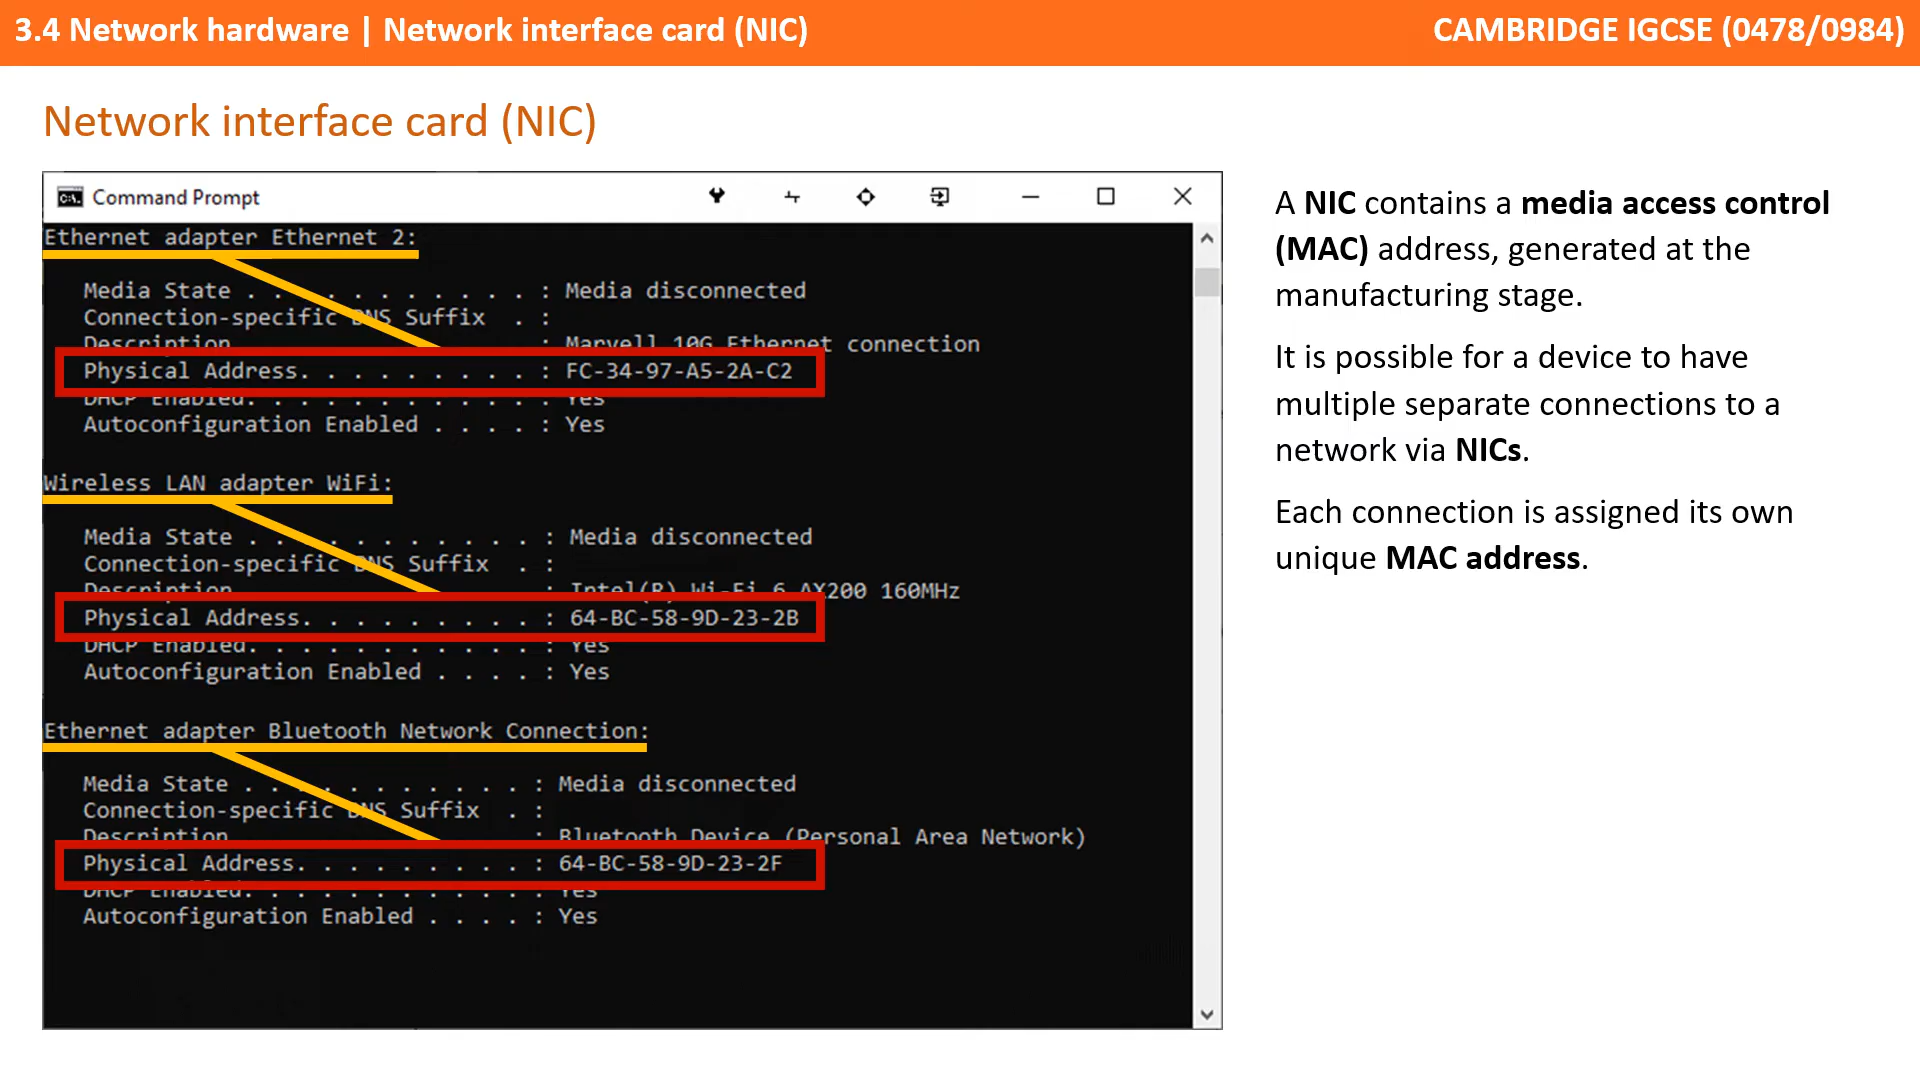 3.4 Network hardware | Network interface card (NIC)
CAMBRIDGE IGCSE (0478/0984)
Network interface card (NIC)
Command Prompt
Ethernet adapter Ethernet 2:
Media State . . . . . . . . . . . : Media disconnected
Connection-specific DNS Suffix . :
Description : Marvell 10G Ethernet connection
Physical Address. . . . . . . . . : FC-34-97-A5-2A-C2
DHCP Enabled. . . . . . . . . . . : Yes
Autoconfiguration Enabled . . . . : Yes
Wireless LAN adapter WiFi:
Media State . . . . . . . . . . . : Media disconnected
Connection-specific DNS Suffix . :
Description : Intel(R) Wi-Fi 6 AX200 160MHz
Physical Address. . . . . . . . . : 64-BC-58-9D-23-2B
DHCP Enabled. . . . . . . . . . . : Yes
Autoconfiguration Enabled . . . . : Yes
Ethernet adapter Bluetooth Network Connection:
Media State . . . . . . . . . . . : Media disconnected
Connection-specific DNS Suffix . :
Description : Bluetooth Device (Personal Area Network)
Physical Address. . . . . . . . . : 64-BC-58-9D-23-2F
DHCP Enabled. . . . . . . . . . . : Yes
Autoconfiguration Enabled . . . . : Yes
A NIC contains a media access control
(MAC) address, generated at the
manufacturing stage.
It is possible for a device to have
multiple separate connections to a
network via NICs.
Each connection is assigned its own
unique MAC address.